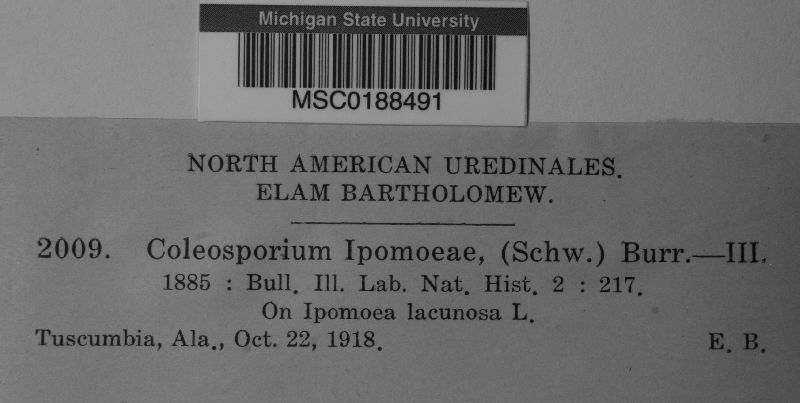 Michigan State University
MSC0188491
NORTH AMERICAN UREDINALES.
ELAM BARTHOLOMEW.
2009. Coleosporium Ipomoeae, (Schw.) Burr.—III.
1885 : Bull. Ill. Lab. Nat. Hist. 2 : 217.
On Ipomoea lacunosa L.
Tuscumbia, Ala., Oct. 22, 1918. E. B.